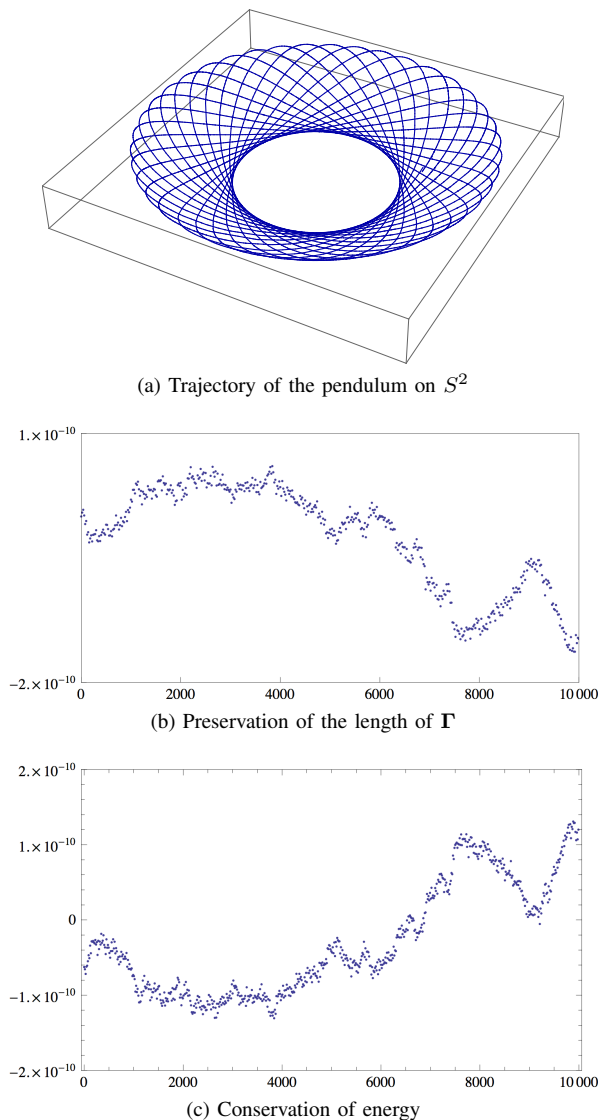 (a) Trajectory of the pendulum on S²
1.×10⁻¹⁰
−2.×10⁻¹⁰
0 2000 4000 6000 8000 10 000
(b) Preservation of the length of Γ
2.×10⁻¹⁰
1.×10⁻¹⁰
0
−1.×10⁻¹⁰
−2.×10⁻¹⁰
0 2000 4000 6000 8000 10 000
(c) Conservation of energy